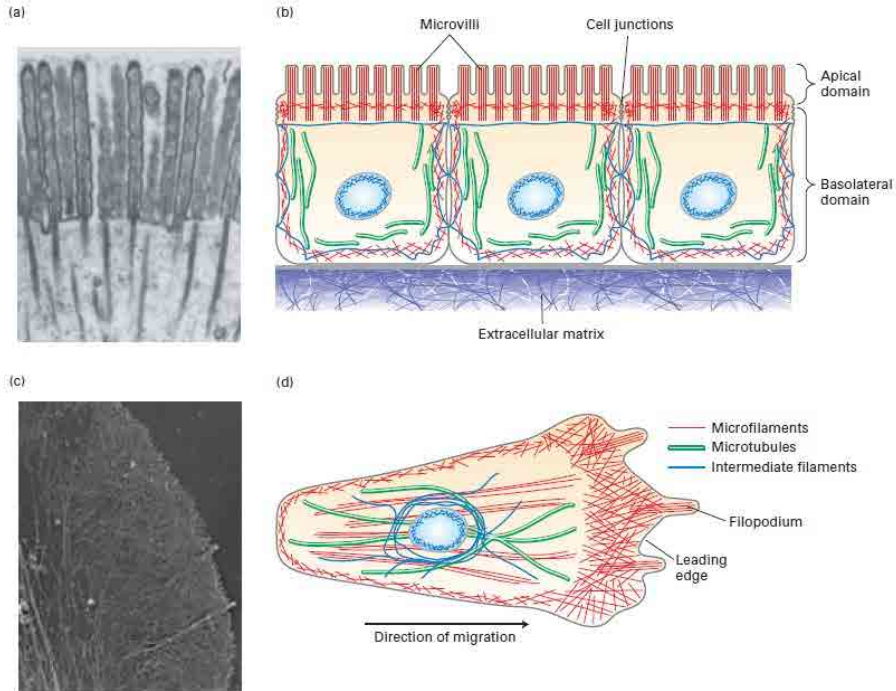 (a)
(b)
Microvilli
Cell junctions
Apical
domain
Basolateral
domain
Extracellular matrix
(c)
(d)
Microfilaments
Microtubules
Intermediate filaments
Filopodium
Leading
edge
Direction of migration